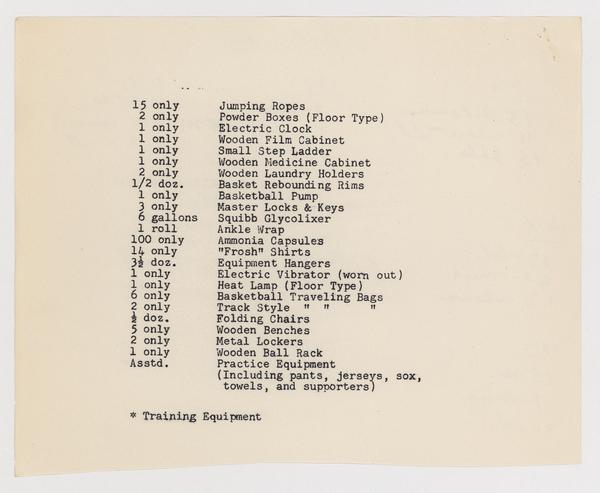 15 only Jumping Ropes
2 only Powder Boxes (Floor Type)
1 only Electric Clock
1 only Wooden Film Cabinet
1 only Small Step Ladder
1 only Wooden Medicine Cabinet
2 only Wooden Laundry Holders
1/2 doz. Basket Rebounding Rims
1 only Basketball Pump
3 only Master Locks & Keys
6 gallons Squibb Glycolixer
1 roll Ankle Wrap
100 only Ammonia Capsules
14 only "Frosh" Shirts
3½ doz. Equipment Hangers
1 only Electric Vibrator (worn out)
1 only Heat Lamp (Floor Type)
6 only Basketball Traveling Bags
2 only Track Style " " "
½ doz. Folding Chairs
5 only Wooden Benches
2 only Metal Lockers
1 only Wooden Ball Rack
Asstd. Practice Equipment
(Including pants, jerseys, sox,
towels, and supporters)
* Training Equipment